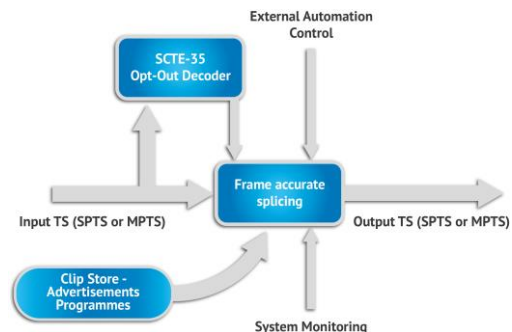 External Automation
Control
SCTE-35
Opt-Out Decoder
Frame accurate
splicing
Input TS (SPTS or MPTS)
Output TS (SPTS or MPTS)
Clip Store -
Advertisements
Programmes
System Monitoring